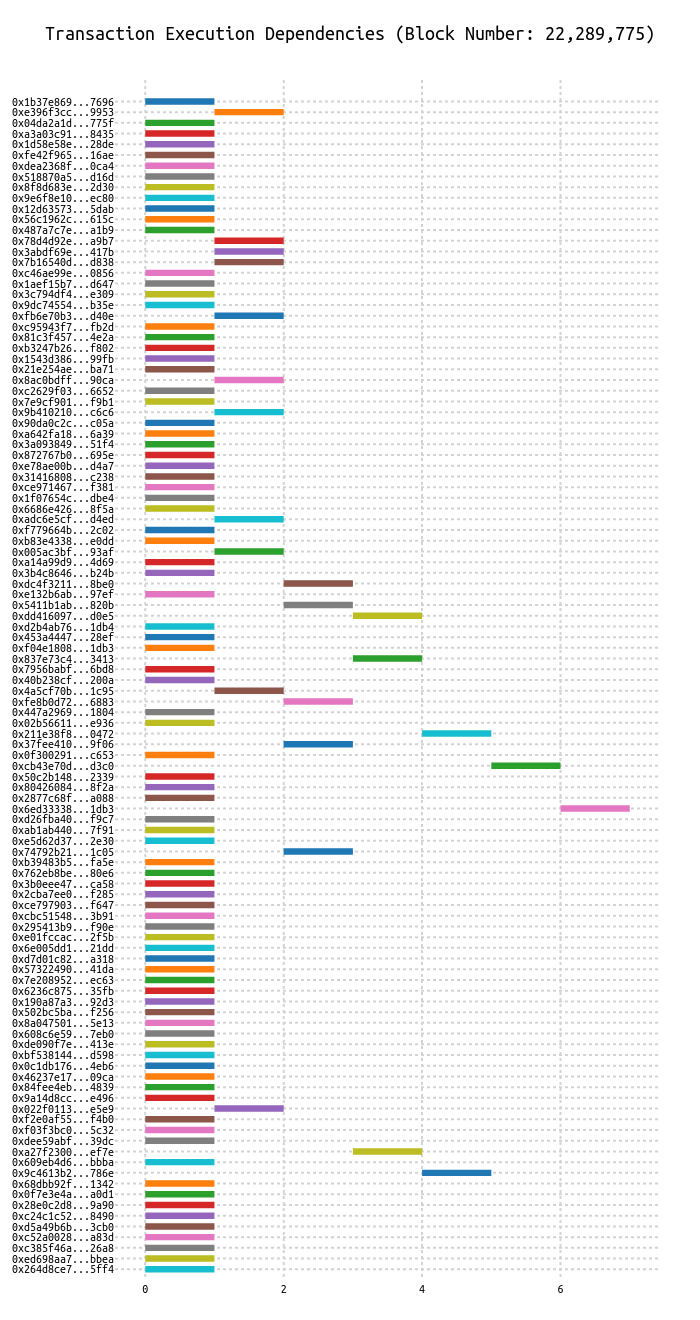 Transaction Execution Dependencies (Block Number: 22,289,775)
0x1b37e869...7696
0xe396f3cc...9953
0x04da2a1d...775f
0xa3a03c91...8435
0x1d58e58e...28de
0xfe42f965...16ae
0xdea2368f...0ca4
0x518870a5...d16d
0x8f8d683e...2d30
0x9e6f8e10...ec80
0x12d63573...5dab
0x56c1962c...615c
0x487a7c7e...a1b9
0x78d4d92e...a9b7
0x3abdf69e...417b
0x7b16540d...d838
0xc46ae99e...0856
0x1aef15b7...d647
0x3c794df4...e309
0x9dc74554...b35e
0xfb6e70b3...d40e
0xc95943f7...fb2d
0x81c3f457...4e2a
0xb3247b26...f802
0x1543d386...99fb
0x21e254ae...ba71
0x8ac0bdff...90ca
0xc2629f03...6652
0x7e9cf901...f9b1
0x9b410210...c6c6
0x90da0c2c...c05a
0xa642fa18...6a39
0x3a093849...51f4
0x872767b0...695e
0xe78ae00b...d4a7
0x31416808...c238
0xce971467...f381
0x1f07654c...dbe4
0x6686e426...8f5a
0xadc6e5cf...d4ed
0xf779664b...2c02
0xb83e4338...e0dd
0x005ac3bf...93af
0xa14a99d9...4d69
0x3b4c8646...b24b
0xdc4f3211...8be0
0xe132b6ab...97ef
0x5411b1ab...820b
0xdd416097...d0e5
0xd2b4ab76...1db4
0x453a4447...28ef
0xf04e1808...1db3
0x837e73c4...3413
0x7956babf...6bd8
0x40b238cf...200a
0x4a5cf70b...1c95
0xfe8b0d72...6883
0x447a2969...1804
0x02b56611...e936
0x211e38f8...0472
0x37fee410...9f06
0x0f300291...c653
0xcb43e70d...d3c0
0x50c2b148...2339
0x80426084...8f2a
0x2877c68f...a088
0x6ed33338...1db3
0xd26fba40...f9c7
0xab1ab440...7f91
0xe5d62d37...2e30
0x74792b21...1c05
0xb39483b5...fa5e
0x762eb8be...80e6
0x3b0eee47...ca58
0x2cba7ee0...f285
0xce797903...f647
0xcbc51548...3b91
0x295413b9...f90e
0xe01fccac...2f5b
0x6e005dd1...21dd
0xd7d01c82...a318
0x57322490...41da
0x7e208952...ec63
0x6236c875...35fb
0x190a87a3...92d3
0x502bc5ba...f256
0x8a047501...5e13
0x608c6e59...7eb0
0xde090f7e...413e
0xbf538144...d598
0x0c1db176...4eb6
0x46237e17...09ca
0x84fee4eb...4839
0x9a14d8cc...e496
0x022f0113...e5e9
0xf2e0af55...f4b0
0xf03f3bc0...5c32
0xdee59abf...39dc
0xa27f2300...ef7e
0x609eb4d6...bbba
0x9c4613b2...786e
0x68dbb92f...1342
0x0f7e3e4a...a0d1
0x28e0c2d8...9a90
0xc24c1c52...8490
0xd5a49b6b...3cb0
0xc52a0028...a83d
0xc385f46a...26a8
0xed698aa7...bbea
0x264d8ce7...5ff4
0 2 4 6